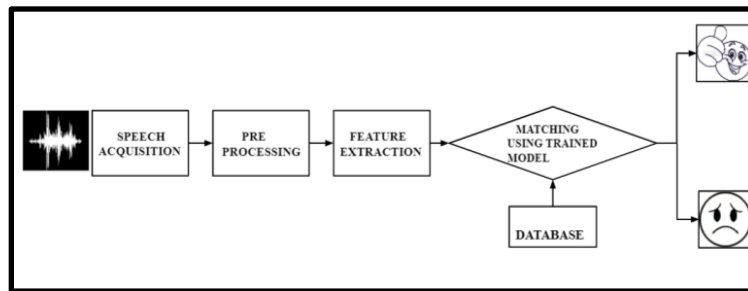 SPEECH
ACQUISITION
PRE
PROCESSING
FEATURE
EXTRACTION
MATCHING
USING TRAINED
MODEL
DATABASE